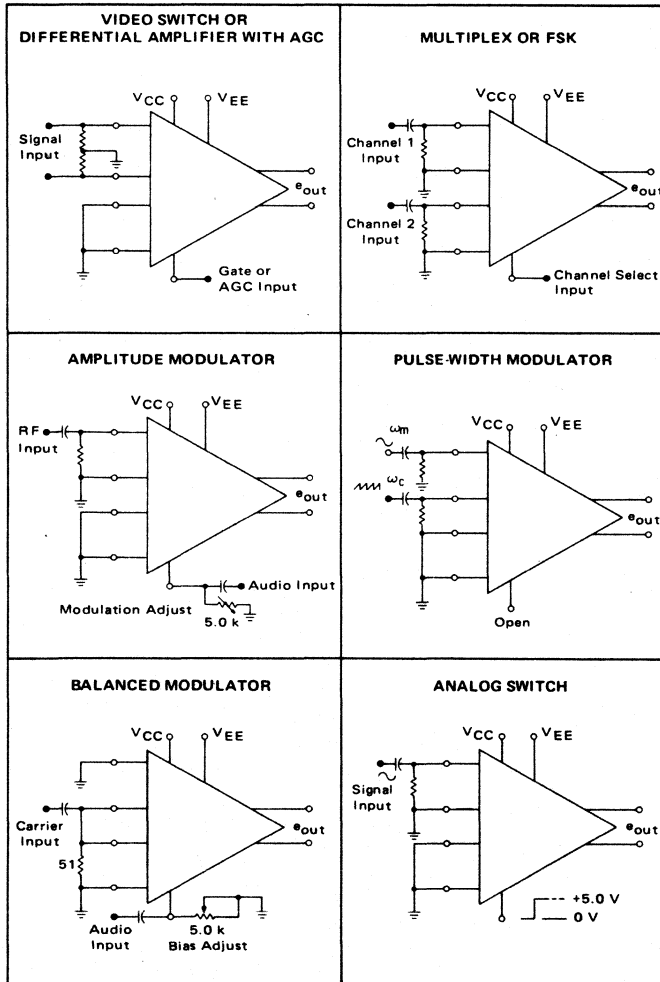 VIDEO SWITCH OR
DIFFERENTIAL AMPLIFIER WITH AGC
VCC
VEE
Signal
Input
eout
Gate or
AGC Input
MULTIPLEX OR FSK
VCC
VEE
Channel 1
Input
Channel 2
Input
eout
Channel Select
Input
AMPLITUDE MODULATOR
VCC
VEE
RF
Input
eout
Audio Input
Modulation Adjust
5.0 k
PULSE-WIDTH MODULATOR
VCC
VEE
ωm
ωc
eout
Open
BALANCED MODULATOR
VCC
VEE
Carrier
Input
eout
51
Audio
Input
5.0 k
Bias Adjust
ANALOG SWITCH
VCC
VEE
Signal
Input
eout
+5.0 V
0 V